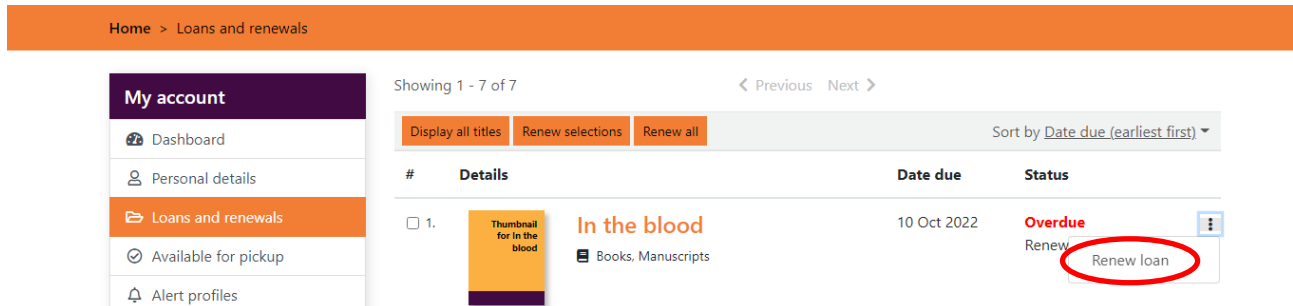 Home > Loans and renewals
My account
Dashboard
Personal details
Loans and renewals
Available for pickup
Alert profiles
Showing 1 - 7 of 7
Previous Next
Display all titles Renew selections Renew all
Sort by Date due (earliest first)
# Details Date due Status
1.
Thumbnail
for In the
blood
In the blood
Books, Manuscripts
10 Oct 2022
Overdue
Renew
Renew loan